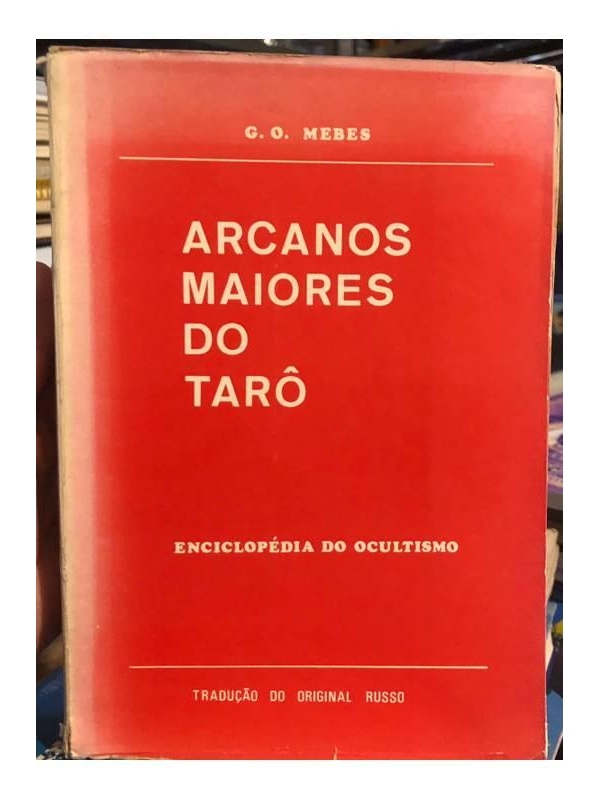 G. O. MEBES
ARCANOS
MAIORES
DO
TARÔ
ENCICLOPÉDIA DO OCULTISMO
TRADUÇÃO DO ORIGINAL RUSSO